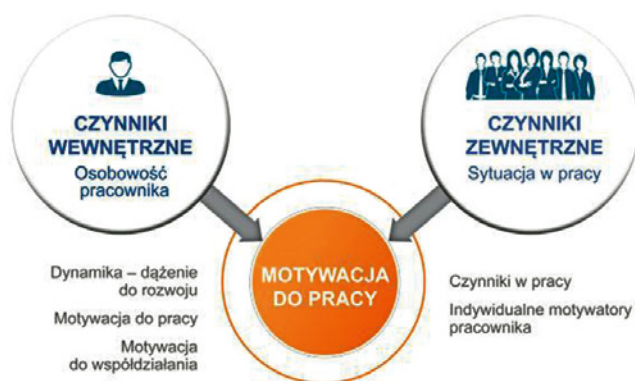 CZYNNIKI
WEWNĘTRZNE
Osobowość
pracownika
CZYNNIKI
ZEWNĘTRZNE
Sytuacja w pracy
MOTYWACJA
DO PRACY
Dynamika – dążenie
do rozwoju
Motywacja do pracy
Motywacja
do współdziałania
Czynniki w pracy
Indywidualne motywatory
pracownika